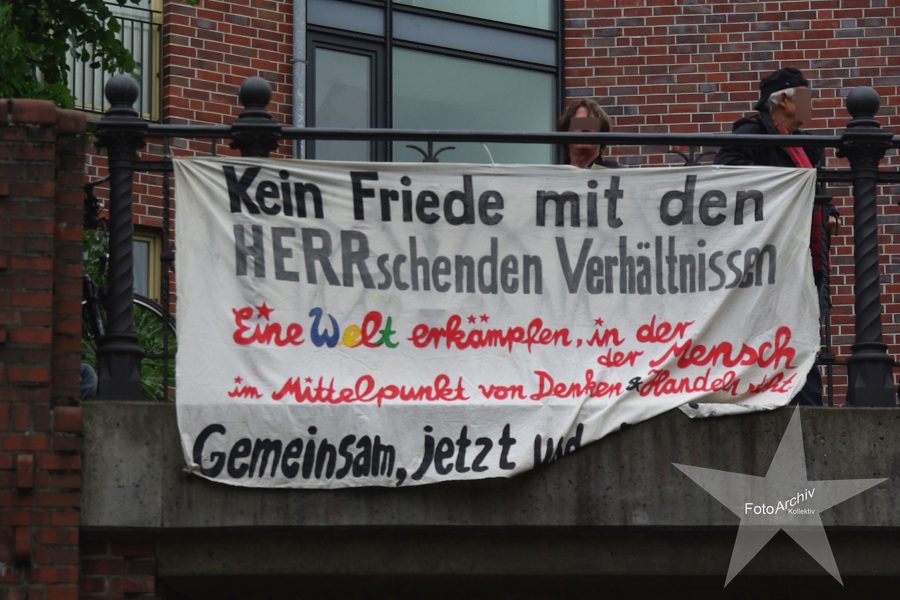 Kein Friede mit den
HERRschenden Verhältnissen
Eine Welt erkämpfen, in der
der Mensch
im Mittelpunkt von Denken & Handeln
Gemeinsam, jetzt und
FotoArchiv
Kollektiv